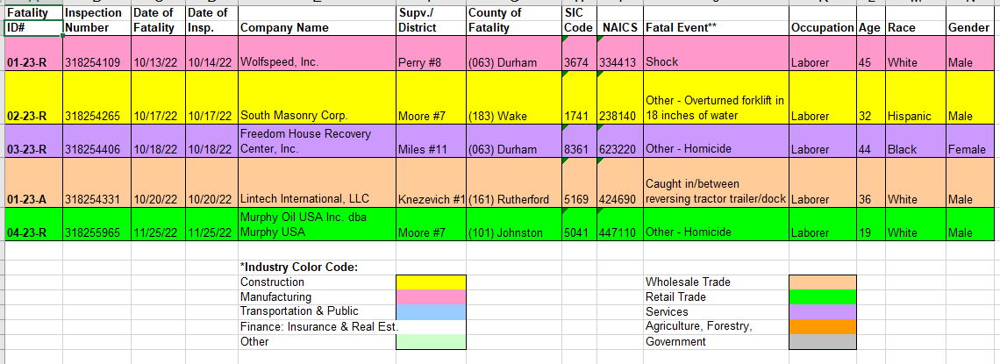 Fatality Inspection Date of Date of Supv./ County of SIC
ID# Number Fatality Insp. Company Name District Fatality Code NAICS Fatal Event** Occupation Age Race Gender
01-23-R 318254109 10/13/22 10/14/22 Wolfspeed, Inc. Perry #8 (063) Durham 3674 334413 Shock Laborer 45 White Male
Other - Overturned forklift in
02-23-R 318254265 10/17/22 10/17/22 South Masonry Corp. Moore #7 (183) Wake 1741 238140 18 inches of water Laborer 32 Hispanic Male
Freedom House Recovery
03-23-R 318254406 10/18/22 10/18/22 Center, Inc. Miles #11 (063) Durham 8361 623220 Other - Homicide Laborer 44 Black Female
Caught in/between
01-23-A 318254331 10/20/22 10/20/22 Lintech International, LLC Knezevich #1 (161) Rutherford 5169 424690 reversing tractor trailer/dock Laborer 36 White Male
Murphy Oil USA Inc. dba
04-23-R 318255965 11/25/22 11/25/22 Murphy USA Moore #7 (101) Johnston 5041 447110 Other - Homicide Laborer 19 White Male
*Industry Color Code:
Construction Wholesale Trade
Manufacturing Retail Trade
Transportation & Public Services
Finance: Insurance & Real Est. Agriculture, Forestry,
Other Government